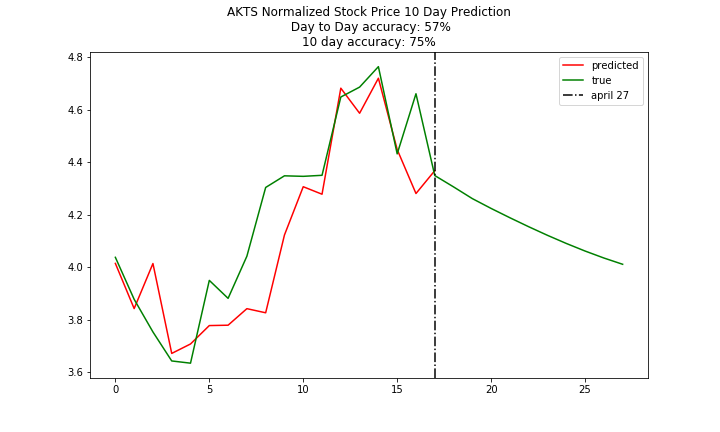 AKTS Normalized Stock Price 10 Day Prediction
Day to Day accuracy: 57%
10 day accuracy: 75%
predicted
true
april 27
4.8
4.6
4.4
4.2
4.0
3.8
3.6
0 5 10 15 20 25